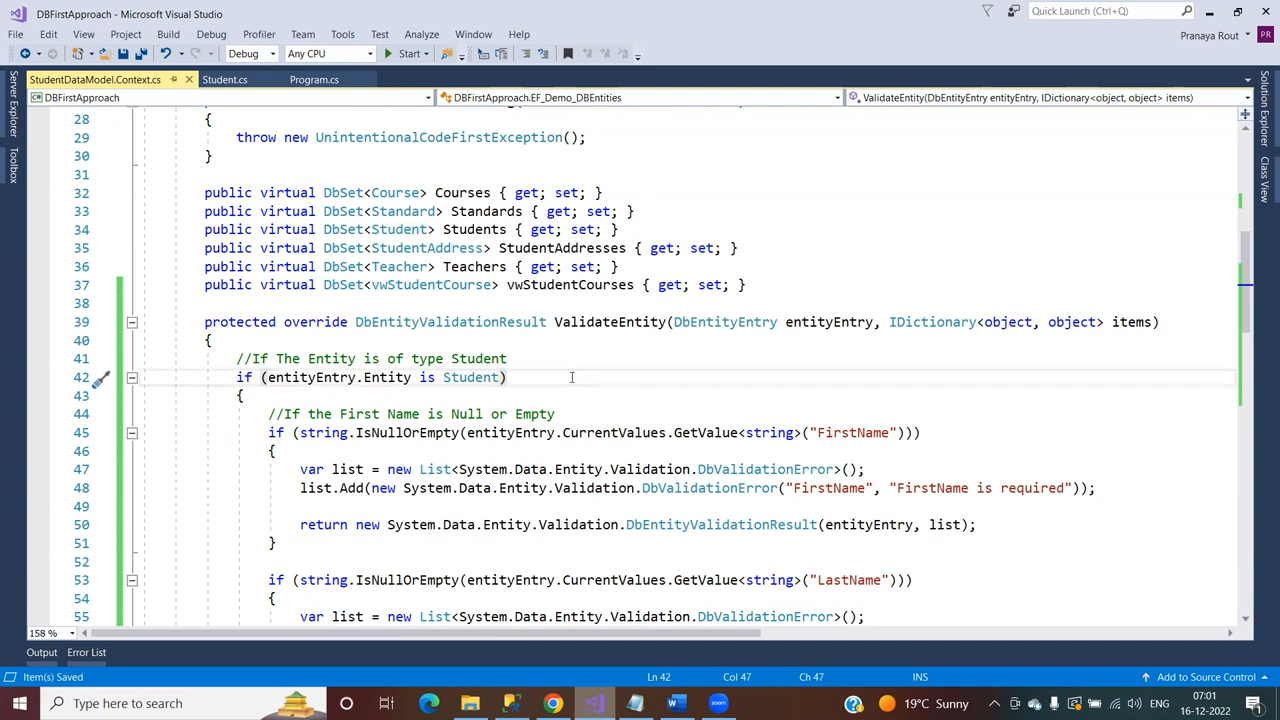 DBFirstApproach - Microsoft Visual Studio
Quick Launch (Ctrl+Q)
File Edit View Project Build Debug Profiler Team Tools Test Analyze Window Help
Pranaya Rout PR
Debug Any CPU Start
StudentDataModel.Context.cs Student.cs Program.cs
DBFirstApproach DBFirstApproach.EF_Demo_DBEntities ValidateEntity(DbEntityEntry entityEntry, IDictionary<object, object> items)
Server Explorer
Toolbox
Solution Explorer
Class View
28 {
29 throw new UnintentionalCodeFirstException();
30 }
31
32 public virtual DbSet<Course> Courses { get; set; }
33 public virtual DbSet<Standard> Standards { get; set; }
34 public virtual DbSet<Student> Students { get; set; }
35 public virtual DbSet<StudentAddress> StudentAddresses { get; set; }
36 public virtual DbSet<Teacher> Teachers { get; set; }
37 public virtual DbSet<vwStudentCourse> vwStudentCourses { get; set; }
38
39 protected override DbEntityValidationResult ValidateEntity(DbEntityEntry entityEntry, IDictionary<object, object> items)
40 {
41 //If The Entity is of type Student
42 if (entityEntry.Entity is Student)
43 {
44 //If the First Name is Null or Empty
45 if (string.IsNullOrEmpty(entityEntry.CurrentValues.GetValue<string>("FirstName")))
46 {
47 var list = new List<System.Data.Entity.Validation.DbValidationError>();
48 list.Add(new System.Data.Entity.Validation.DbValidationError("FirstName", "FirstName is required"));
49
50 return new System.Data.Entity.Validation.DbEntityValidationResult(entityEntry, list);
51 }
52
53 if (string.IsNullOrEmpty(entityEntry.CurrentValues.GetValue<string>("LastName")))
54 {
55 var list = new List<System.Data.Entity.Validation.DbValidationError>();
158 %
Output Error List
Item(s) Saved Ln 42 Col 47 Ch 47 INS Add to Source Control
Type here to search
zoom
19°C Sunny
07:01
16-12-2022
1